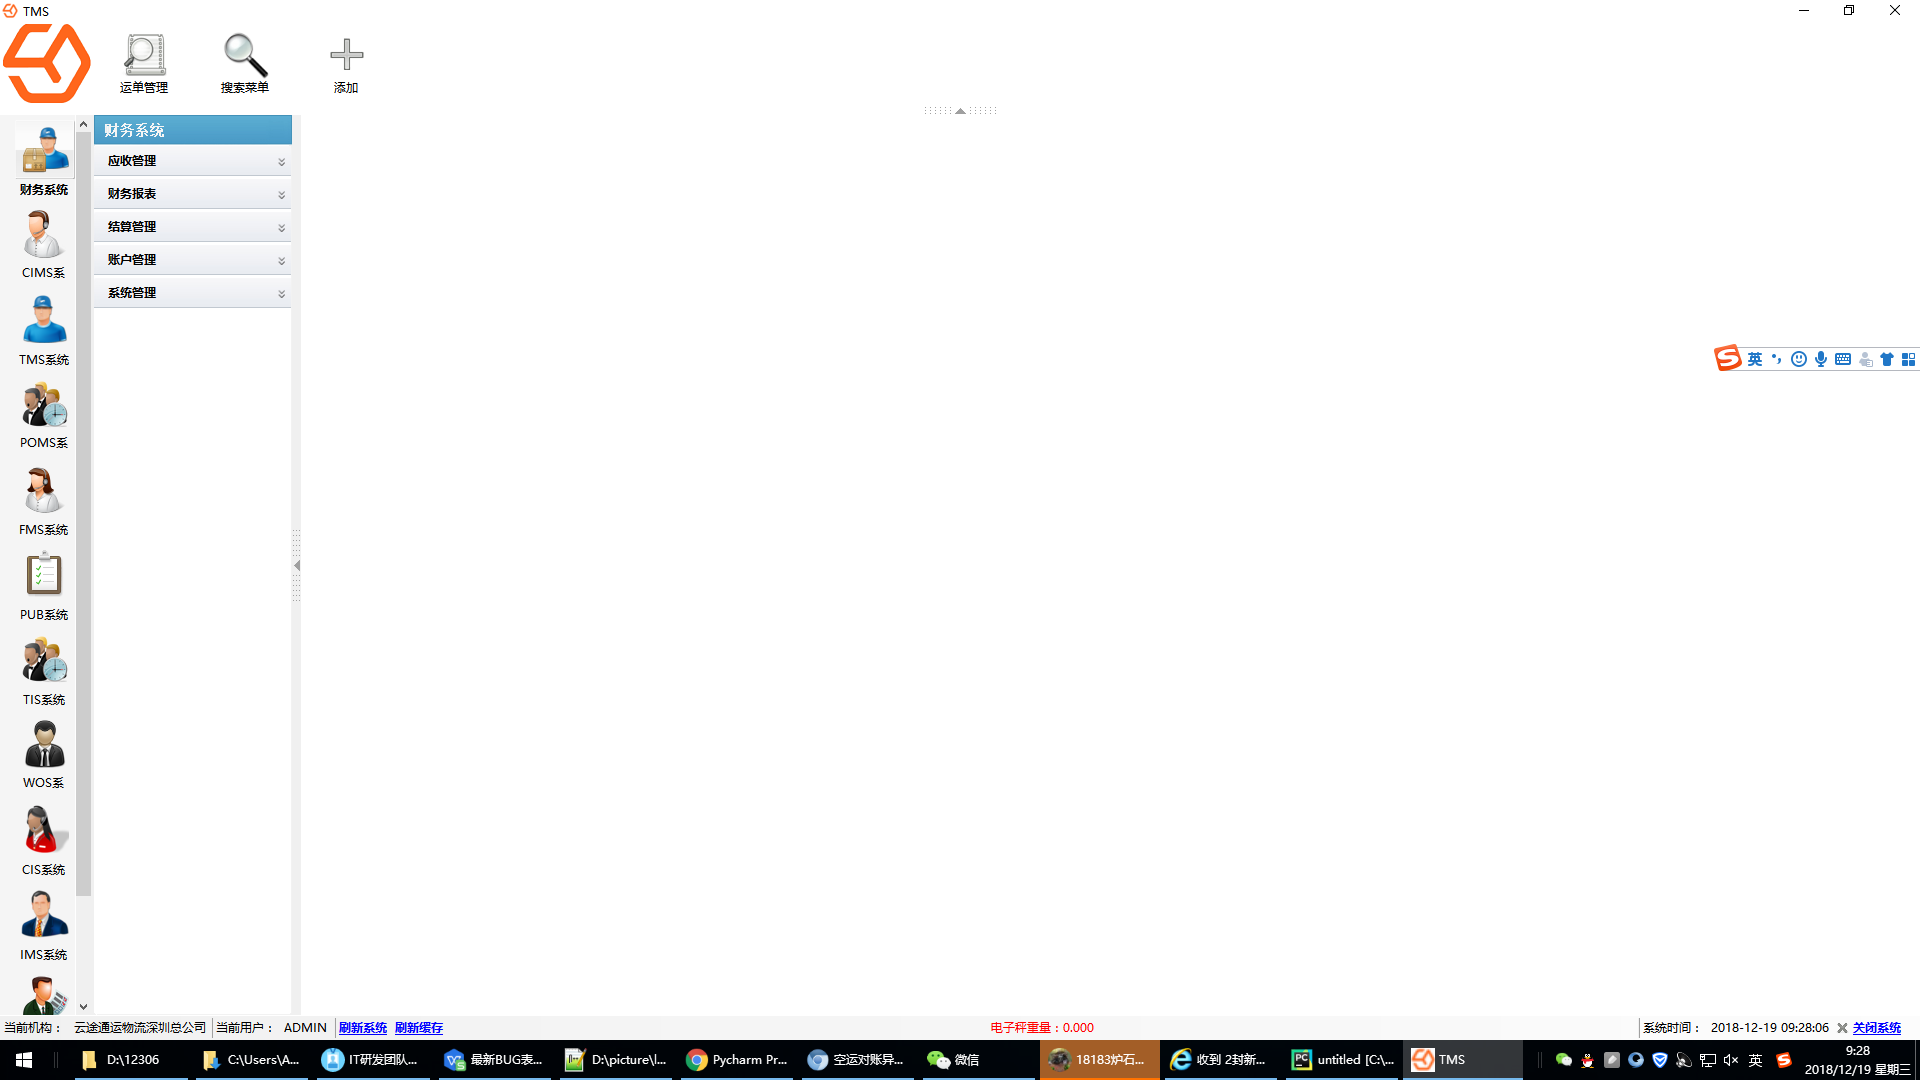 TMS
运单管理
搜索菜单
添加
财务系统
应收管理
财务报表
结算管理
账户管理
系统管理
财务系统
CIMS系
TMS系统
POMS系
FMS系统
PUB系统
TIS系统
WOS系
CIS系统
IMS系统
英
当前机构： 云途通运物流深圳总公司 当前用户： ADMIN 刷新系统 刷新缓存
电子秤重量：0.000
系统时间： 2018-12-19 09:28:06 关闭系统
D:\12306
C:\Users\A...
IT研发团队...
最新BUG表...
D:\picture\l...
Pycharm Pr...
空运对账异...
微信
18183炉石...
收到 2封新...
untitled [C:\...
TMS
英
9:28
2018/12/19 星期三